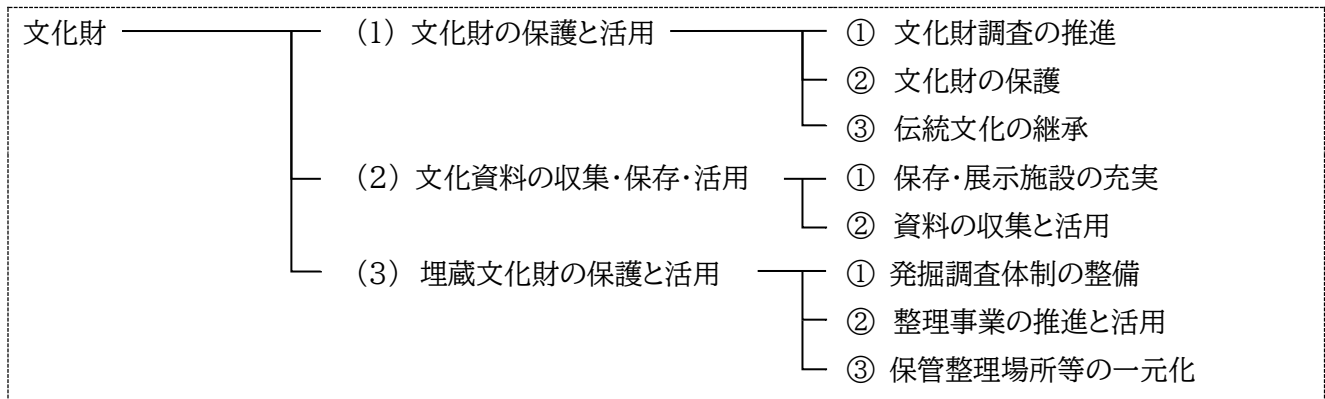 文化財 (1) 文化財の保護と活用 ① 文化財調査の推進
② 文化財の保護
③ 伝統文化の継承
(2) 文化資料の収集・保存・活用 ① 保存・展示施設の充実
② 資料の収集と活用
(3) 埋蔵文化財の保護と活用 ① 発掘調査体制の整備
② 整理事業の推進と活用
③ 保管整理場所等の一元化